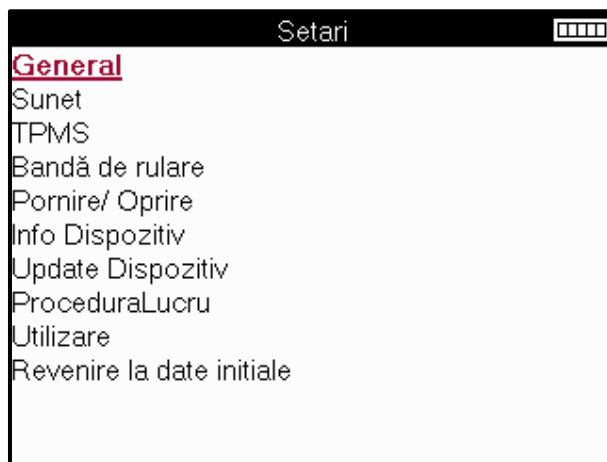 Setari
General
Sunet
TPMS
Bandă de rulare
Pornire/ Oprire
Info Dispozitiv
Update Dispozitiv
ProceduraLucru
Utilizare
Revenire la date initiale